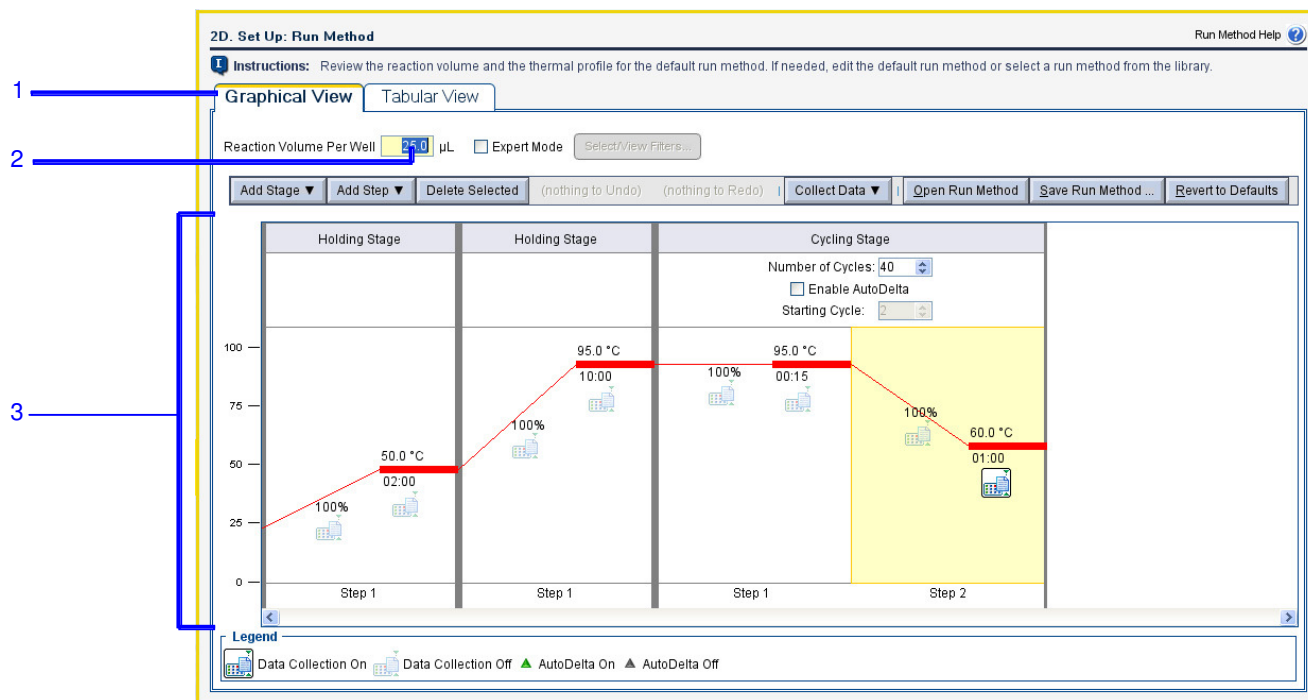 2D. Set Up: Run Method
Run Method Help ?
Instructions: Review the reaction volume and the thermal profile for the default run method. If needed, edit the default run method or select a run method from the library.
1
Graphical View Tabular View
2
Reaction Volume Per Well 25.0 µL Expert Mode Select/View Filters...
Add Stage ▼ Add Step ▼ Delete Selected (nothing to Undo) (nothing to Redo) | Collect Data ▼ | Open Run Method Save Run Method ... Revert to Defaults
3
Holding Stage Holding Stage Cycling Stage
Number of Cycles: 40
Enable AutoDelta
Starting Cycle: 2
100
95.0 °C 95.0 °C
100% 10:00 00:15
75
100% 100%
60.0 °C
50
50.0 °C 01:00
02:00
100%
25
0
Step 1 Step 1 Step 1 Step 2
Legend
Data Collection On Data Collection Off AutoDelta On AutoDelta Off